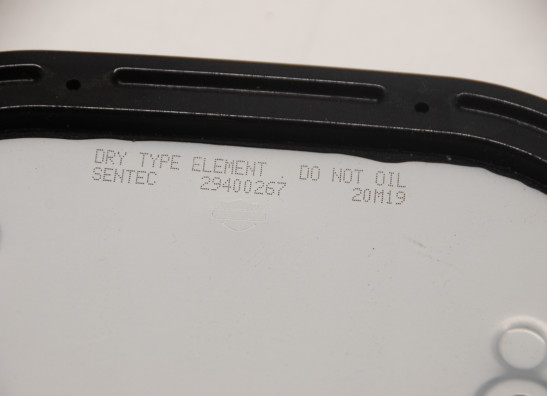 DRY TYPE ELEMENT . DO NOT OIL
SENTEC 29400267 20M19